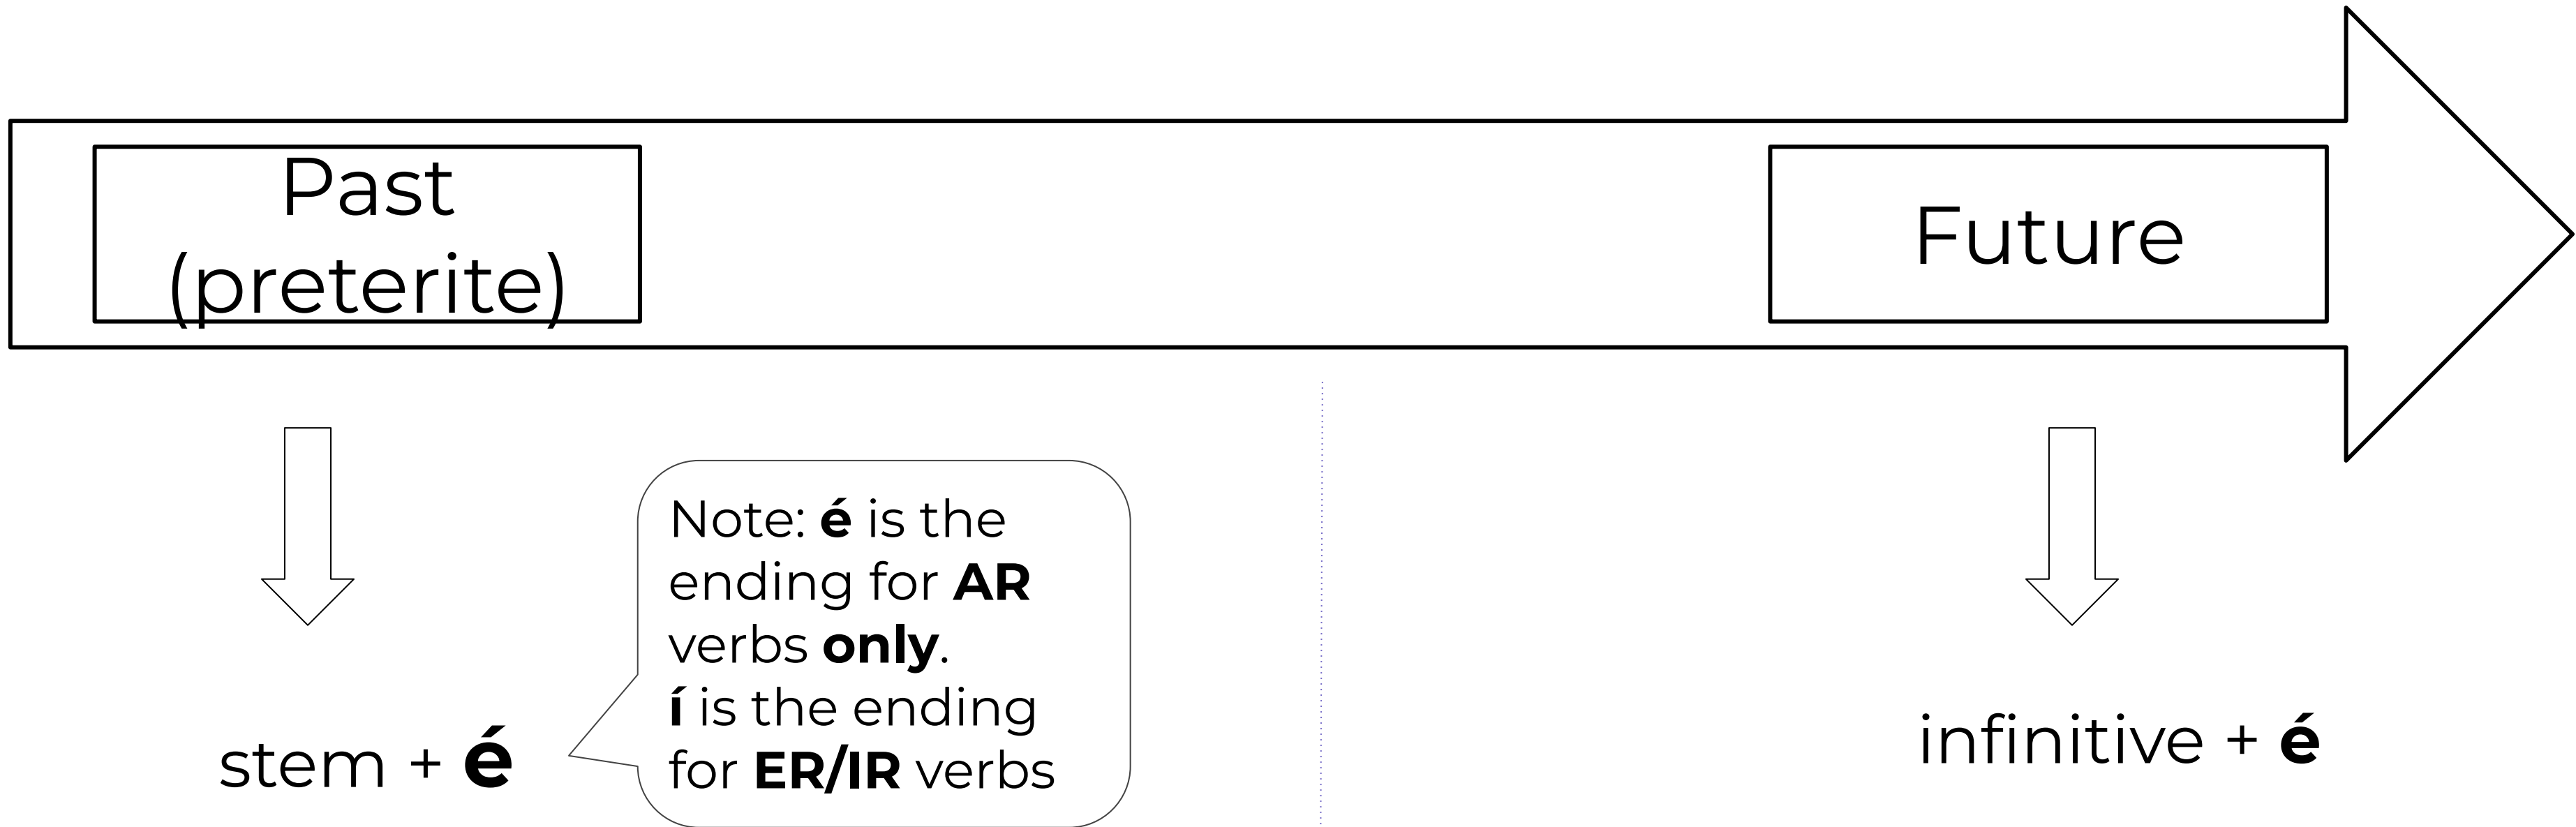 Past
(preterite)
Future
Note: é is the
ending for AR
verbs only.
í is the ending
for ER/IR verbs
stem + é
infinitive + é